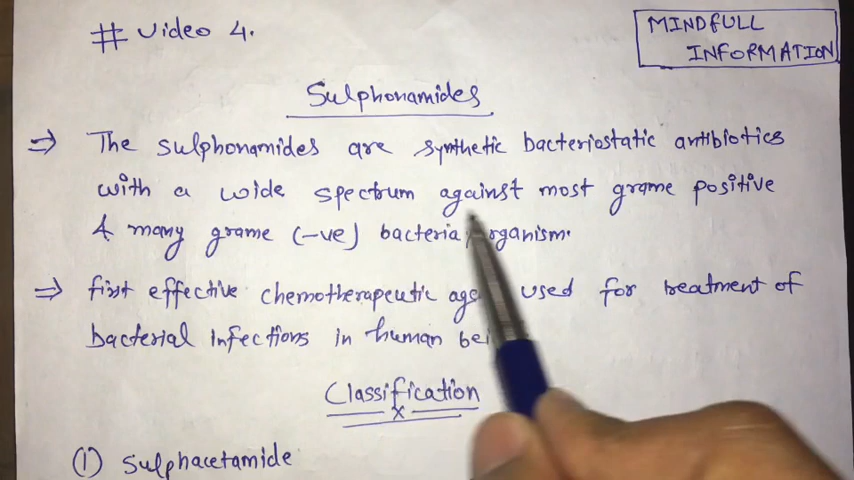 # Video 4.
MINDFULL
INFORMATION
Sulphonamides
⇒ The sulphonamides are synthetic bacteriostatic antibiotics
with a wide spectrum against most grame positive
& many grame (-ve) bacteria organism.
⇒ first effective chemotherapeutic used for treatment of
bacterial infections in human
Classification
x
(1) Sulphacetamide